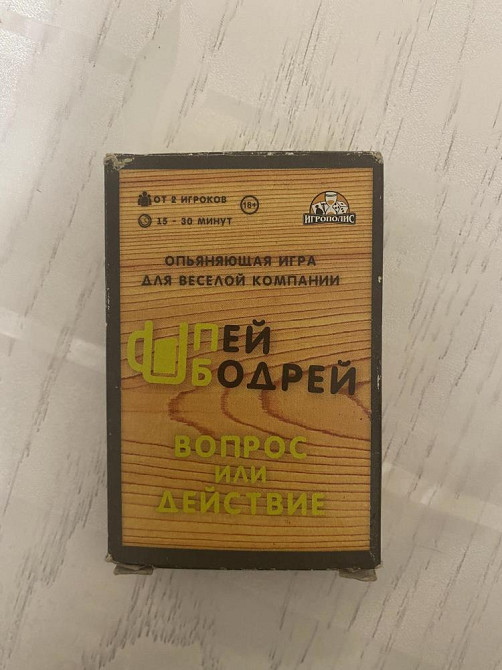 ОТ 2 ИГРОКОВ
18+
ИГРОПОЛИС
15 - 30 МИНУТ
ОПЬЯНЯЮЩАЯ ИГРА
ДЛЯ ВЕСЕЛОЙ КОМПАНИИ
ПЕЙ
БОДРЕЙ
ВОПРОС
ИЛИ
ДЕЙСТВИЕ